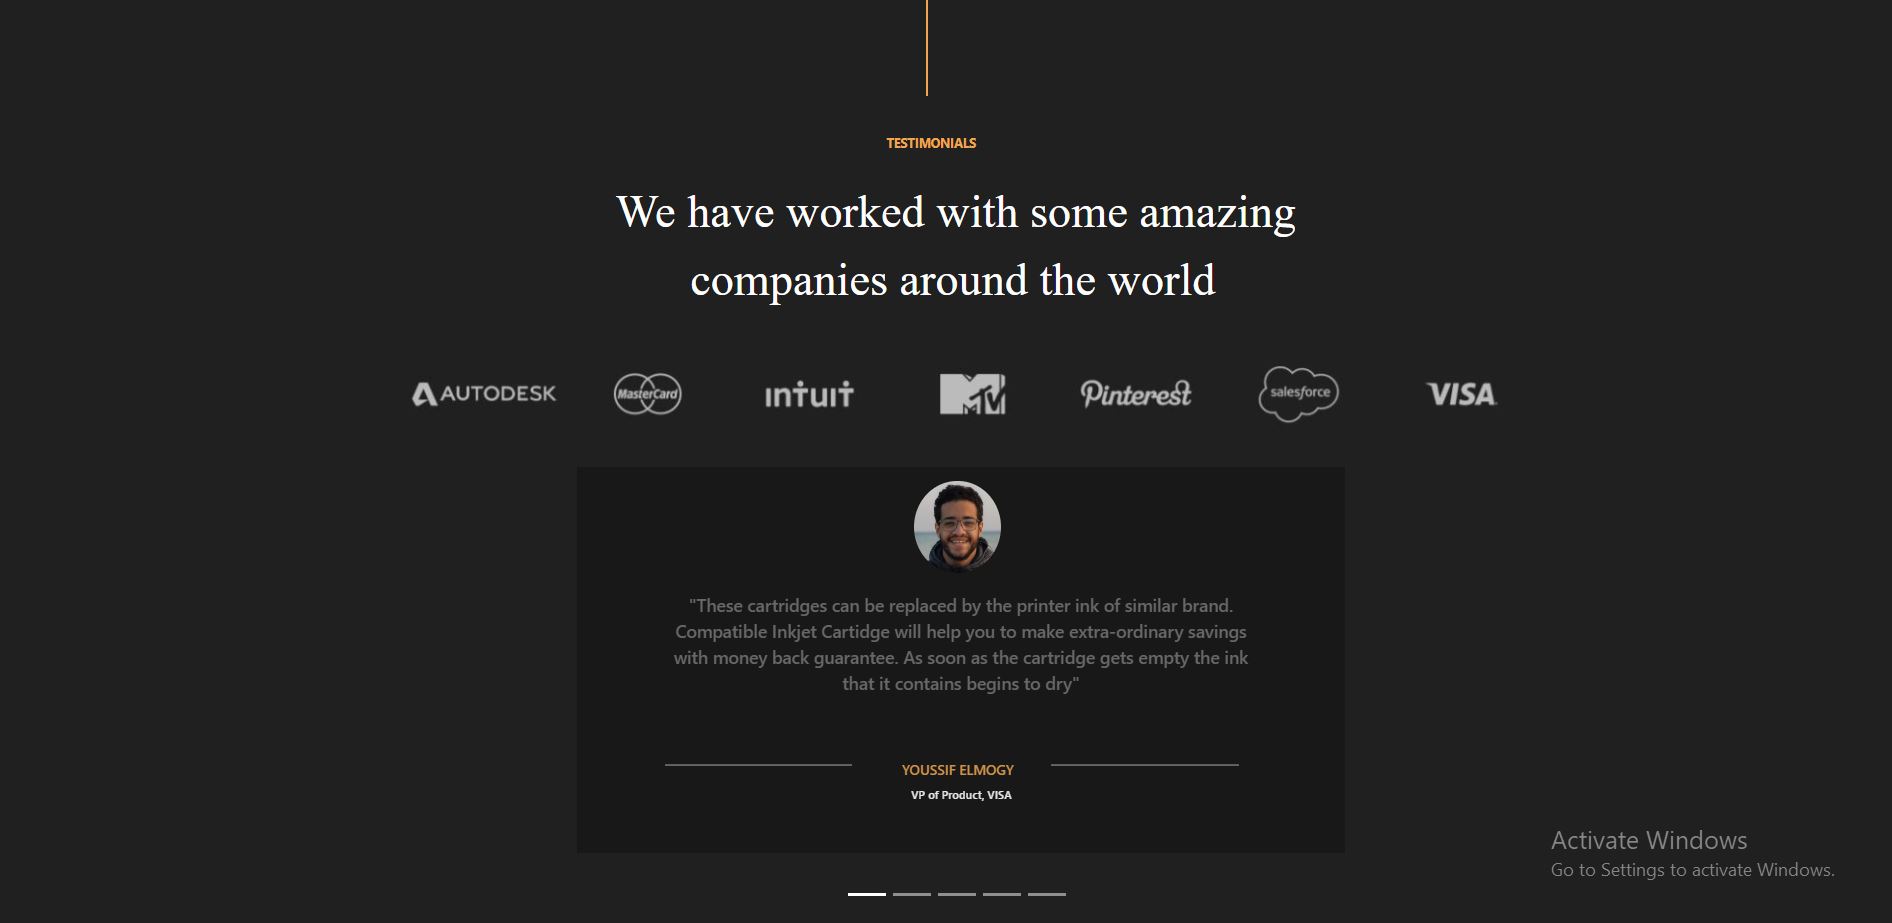 TESTIMONIALS
We have worked with some amazing
companies around the world
AUTODESK MasterCard intuit MTV Pinterest salesforce VISA
"These cartridges can be replaced by the printer ink of similar brand.
Compatible Inkjet Cartidge will help you to make extra-ordinary savings
with money back guarantee. As soon as the cartridge gets empty the ink
that it contains begins to dry"
YOUSSIF ELMOGY
VP of Product, VISA
Activate Windows
Go to Settings to activate Windows.